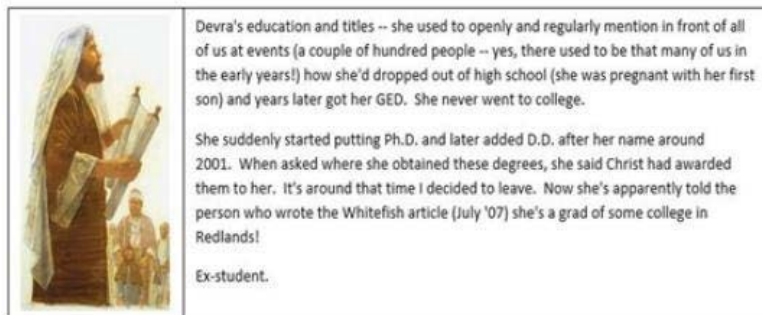 Devra's education and titles -- she used to openly and regularly mention in front of all
of us at events (a couple of hundred people -- yes, there used to be that many of us in
the early years!) how she'd dropped out of high school (she was pregnant with her first
son) and years later got her GED.  She never went to college.
She suddenly started putting Ph.D. and later added D.D. after her name around
2001.  When asked where she obtained these degrees, she said Christ had awarded
them to her.  It's around that time I decided to leave.  Now she's apparently told the
person who wrote the Whitefish article (July '07) she's a grad of some college in
Redlands!
Ex-student.